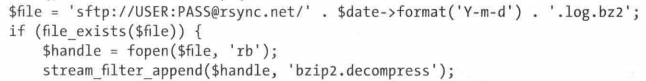 $file = 'sftp://USER:PASS@rsync.net/' . $date->format('Y-m-d') . '.log.bz2';
if (file_exists($file)) {
    $handle = fopen($file, 'rb');
    stream_filter_append($handle, 'bzip2.decompress');